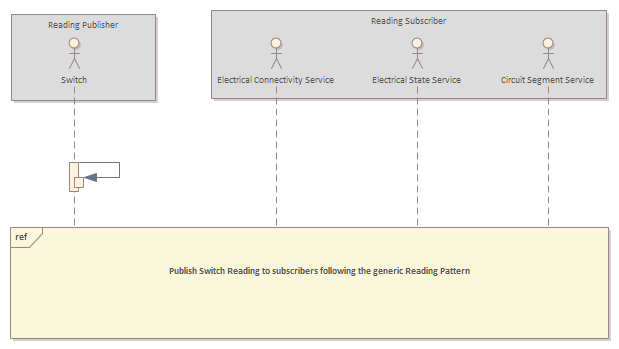 Reading Publisher
Reading Subscriber
Switch
Electrical Connectivity Service
Electrical State Service
Circuit Segment Service
ref
Publish Switch Reading to subscribers following the generic Reading Pattern